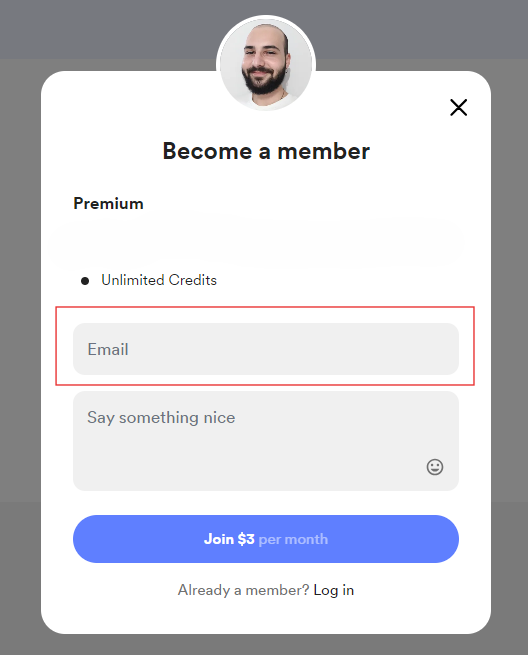 Become a member
Premium
Unlimited Credits
Email
Say something nice
Join $3 per month
Already a member? Log in